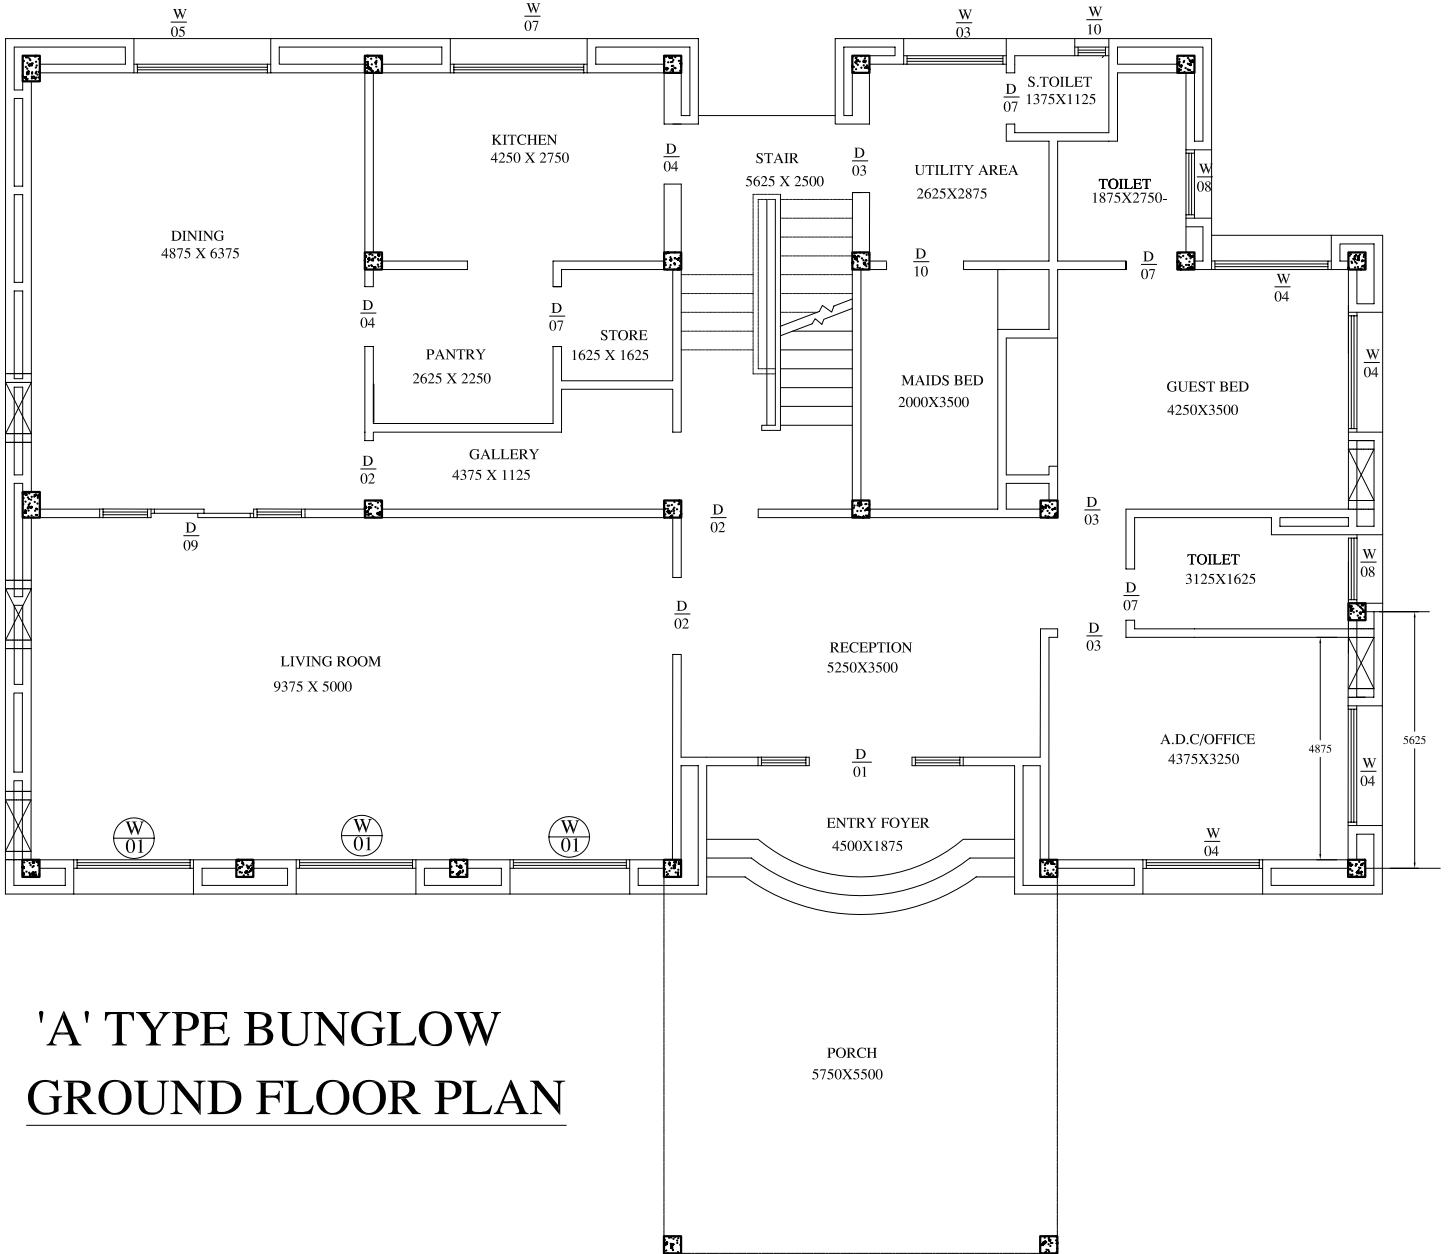 W
05
W
07
W
03
W
10
S.TOILET
1375X1125
D
07
KITCHEN
4250 X 2750
D
04
STAIR
5625 X 2500
D
03
UTILITY AREA
2625X2875
TOILET
1875X2750-
W
08
DINING
4875 X 6375
D
10
D
07
W
04
D
04
D
07
STORE
1625 X 1625
PANTRY
2625 X 2250
MAIDS BED
2000X3500
GUEST BED
4250X3500
W
04
GALLERY
4375 X 1125
D
02
D
02
D
03
D
09
TOILET
3125X1625
W
08
D
07
D
02
D
03
LIVING ROOM
9375 X 5000
RECEPTION
5250X3500
A.D.C/OFFICE
4375X3250
4875
5625
D
01
W
04
W
01
W
01
W
01
ENTRY FOYER
4500X1875
W
04
'A' TYPE BUNGLOW
GROUND FLOOR PLAN
PORCH
5750X5500